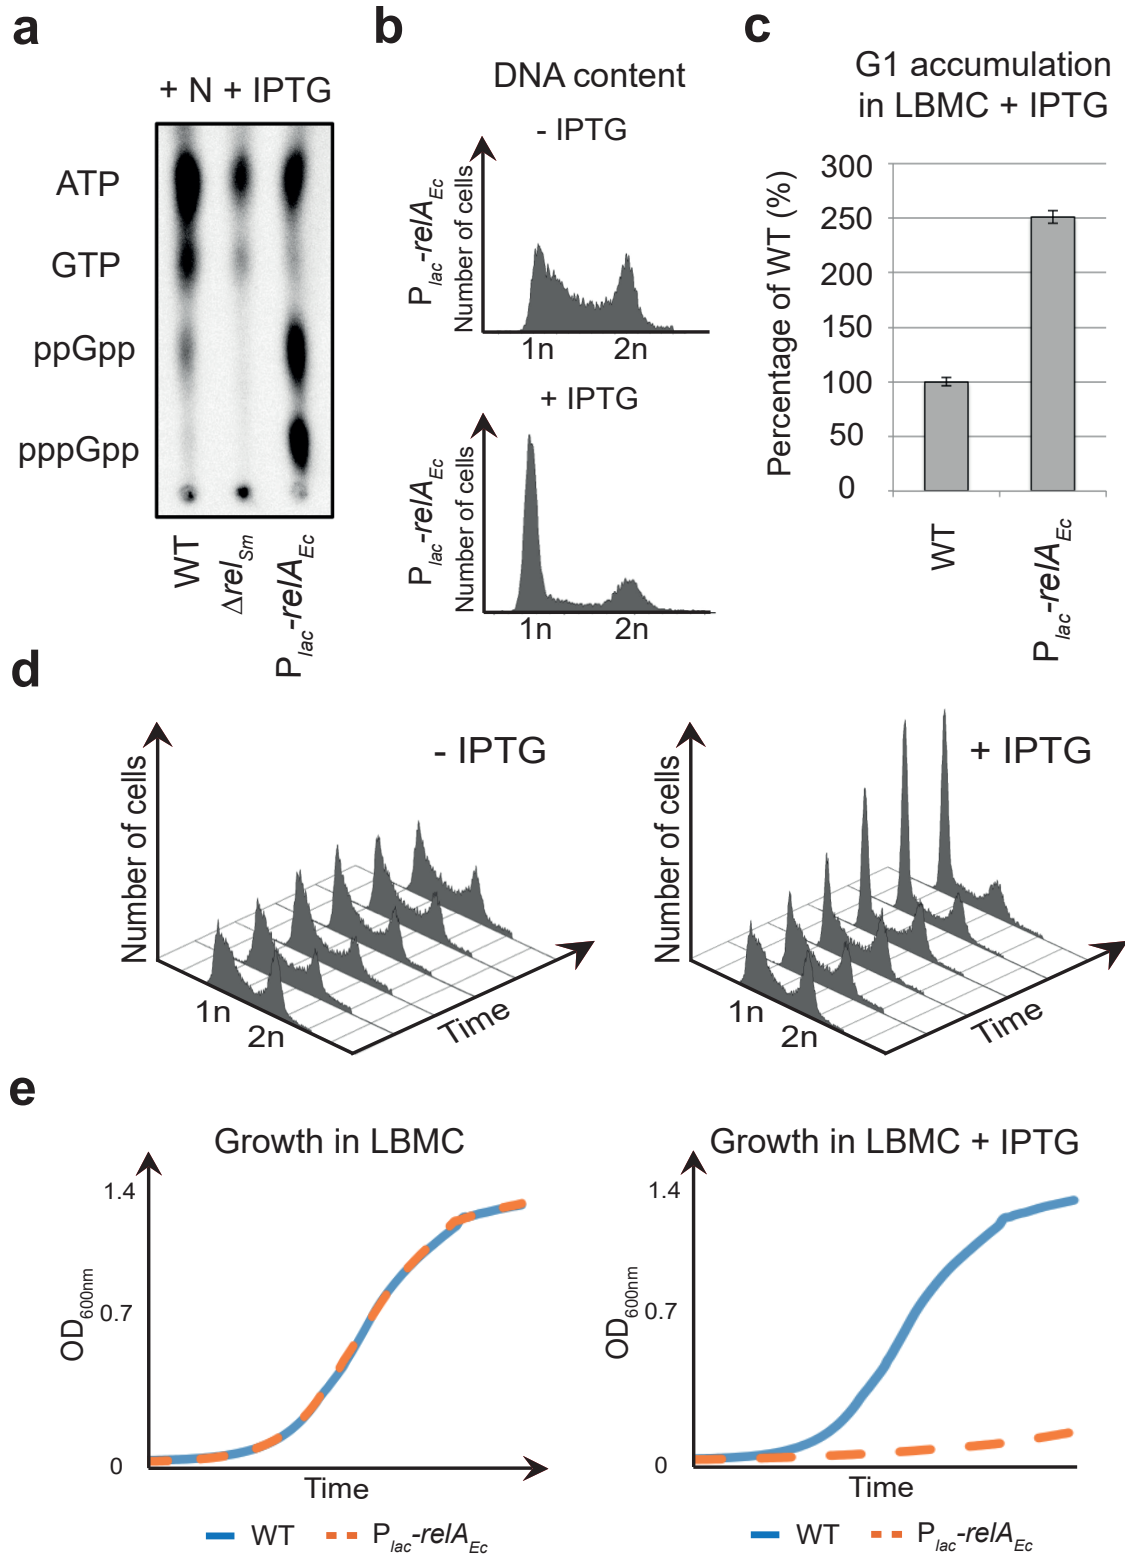 a
+ N + IPTG
ATP
GTP
ppGpp
pppGpp
WT
ΔrelSm
Plac-relAEc
b
DNA content
- IPTG
Plac-relAEc
Number of cells
1n 2n
+ IPTG
Plac-relAEc
Number of cells
1n 2n
c
G1 accumulation
in LBMC + IPTG
Percentage of WT (%)
300
250
200
150
100
50
0
WT
Plac-relAEc
d
- IPTG
Number of cells
1n
2n
Time
+ IPTG
Number of cells
1n
2n
Time
e
Growth in LBMC
1.4
OD600nm
0.7
0
Time
WT Plac-relAEc
Growth in LBMC + IPTG
1.4
OD600nm
0.7
0
Time
WT Plac-relAEc